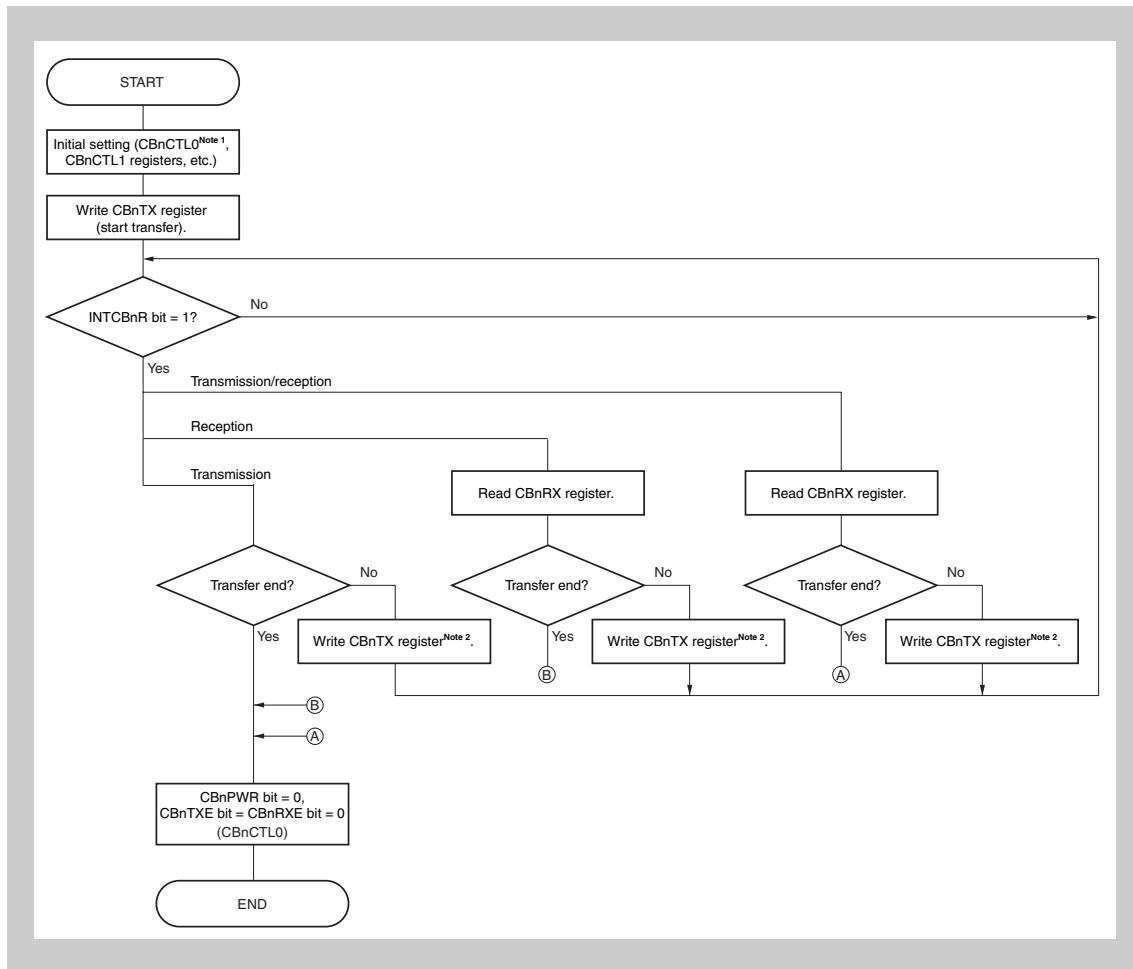 START
Initial setting (CBnCTL0Note 1,
CBnCTL1 registers, etc.)
Write CBnTX register
(start transfer).
INTCBnR bit = 1?
No
Yes
Transmission/reception
Reception
Transmission
Read CBnRX register.
Read CBnRX register.
Transfer end?
No
Transfer end?
No
Transfer end?
No
Yes
Write CBnTX registerNote 2.
Yes
Write CBnTX registerNote 2.
Yes
Write CBnTX registerNote 2.
B
A
B
A
CBnPWR bit = 0,
CBnTXE bit = CBnRXE bit = 0
(CBnCTL0)
END